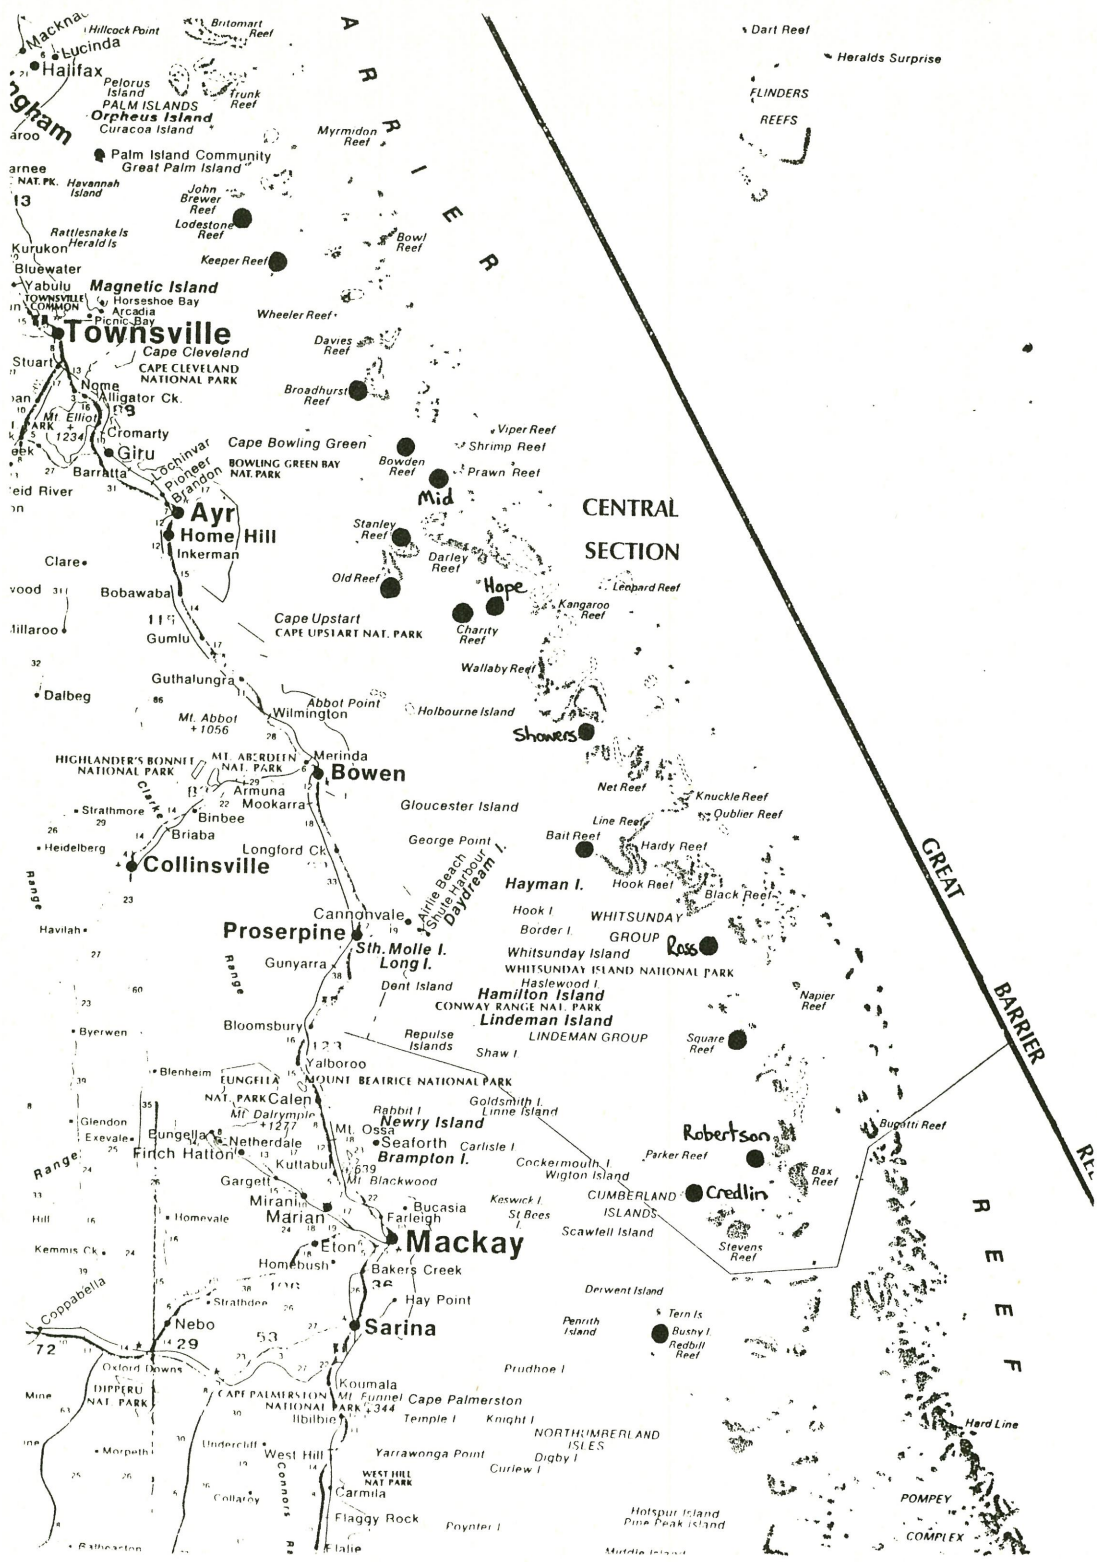 Hillcock Point
Britomart
Reef
Lucinda
Halifax
Pelorus
Island
Trunk
Reef
PALM ISLANDS
Orpheus Island
Curacoa Island
Myrmidon
Reef
Palm Island Community
Great Palm Island
NAT. PK.
Havannah
Island
John
Brewer
Reef
Lodestone
Reef
Rattlesnake Is
Herald Is
Kurukon
Bluewater
Yabulu
Keeper Reef
Bowl
Reef
Magnetic Island
Horseshoe Bay
Arcadia
Picnic Bay
TOWNSVILLE
COMMON
Townsville
Wheeler Reef
Cape Cleveland
CAPE CLEVELAND
NATIONAL PARK
Davies
Reef
Stuart
Nome
Alligator Ck.
Broadhurst
Reef
Mt. Elliot
+
1234
Cromarty
Giru
Barratta
Lochinvar
Pioneer
Brandon
Cape Bowling Green
BOWLING GREEN BAY
NAT. PARK
Bowden
Reef
Viper Reef
Shrimp Reef
Prawn Reef
Mid
Ayr
Home Hill
Inkerman
Stanley
Reef
Darley
Reef
Old Reef
Hope
Charity
Reef
Leopard Reef
Kangaroo
Reef
Clare
Bobawaba
Gumlu
Cape Upstart
CAPE UPSTART NAT. PARK
Wallaby Reef
Guthalungra
Dalbeg
Mt. Abbot
+1056
Abbot Point
Wilmington
Holbourne Island
Showers
HIGHLANDER'S BONNET
NATIONAL PARK
MT. ABERDEEN
NAT. PARK
Merinda
Bowen
Armuna
Mookarra
Binbee
Briaba
Strathmore
Heidelberg
Clarke
Range
Collinsville
Longford Ck.
Gloucester Island
George Point
Net Reef
Knuckle Reef
Oublier Reef
Line Reef
Bait Reef
Hardy Reef
Hook Reef
Black Reef
Airlie Beach
Shute Harbour
Daydream I.
Hayman I.
Cannonvale
Proserpine
Hook I.
Border I.
WHITSUNDAY
GROUP
Ross
Whitsunday Island
WHITSUNDAY ISLAND NATIONAL PARK
Sth. Molle I.
Long I.
Havilah
Gunyarra
Range
Dent Island
Haslewood I.
Hamilton Island
CONWAY RANGE NAT. PARK
Lindeman Island
LINDEMAN GROUP
Napier
Reef
Square
Reef
Byerwen
Bloomsbury
Repulse
Islands
Shaw I.
Yalboroo
Blenheim
EUNGELLA
NAT. PARK
MOUNT BEATRICE NATIONAL PARK
Calen
Goldsmith I.
Linne Island
Mt Dalrymple
+1277
Rabbit I
Newry Island
Glendon
Exevale
Eungella
Netherdale
Finch Hatton
Mt. Ossa
Seaforth
Carlisle I
Brampton I.
Kuttabul
Mt Blackwood
Robertson
Bugatti Reef
Parker Reef
Cockermouth I.
Wigton Island
Bax
Reef
Credlin
Range
Gargett
Mirani
Marian
Bucasia
Farleigh
Keswick I.
St Bees
I.
CUMBERLAND
ISLANDS
Scawfell Island
Stevens
Reef
Hill
Homevale
Kemmis Ck
Eton
Mackay
Homebush
Bakers Creek
Hay Point
Coppabella
Strathdee
Nebo
Sarina
Derwent Island
Penrith
Island
Tern Is
Bushy I.
Redbill
Reef
Oxford Downs
DIPPERU
NAT. PARK
Prudhoe I
Koumala
CAPE PALMERSTON
NATIONAL PARK
Mt Funnel
+344
Cape Palmerston
Mine
Ilbilbie
Temple I
Knight I
NORTHUMBERLAND
ISLES
Morpeth
Undercliff
West Hill
Yarrawonga Point
Digby I
Curlew I
Hard Line
Connors
WEST HILL
NAT PARK
Collaroy
Carmila
Flaggy Rock
Poynter I
Hotspur Island
Pine Peak Island
POMPEY
COMPLEX
Middle Island
Dart Reef
Heralds Surprise
FLINDERS
REEFS
CENTRAL
SECTION
GREAT
BARRIER
REEF